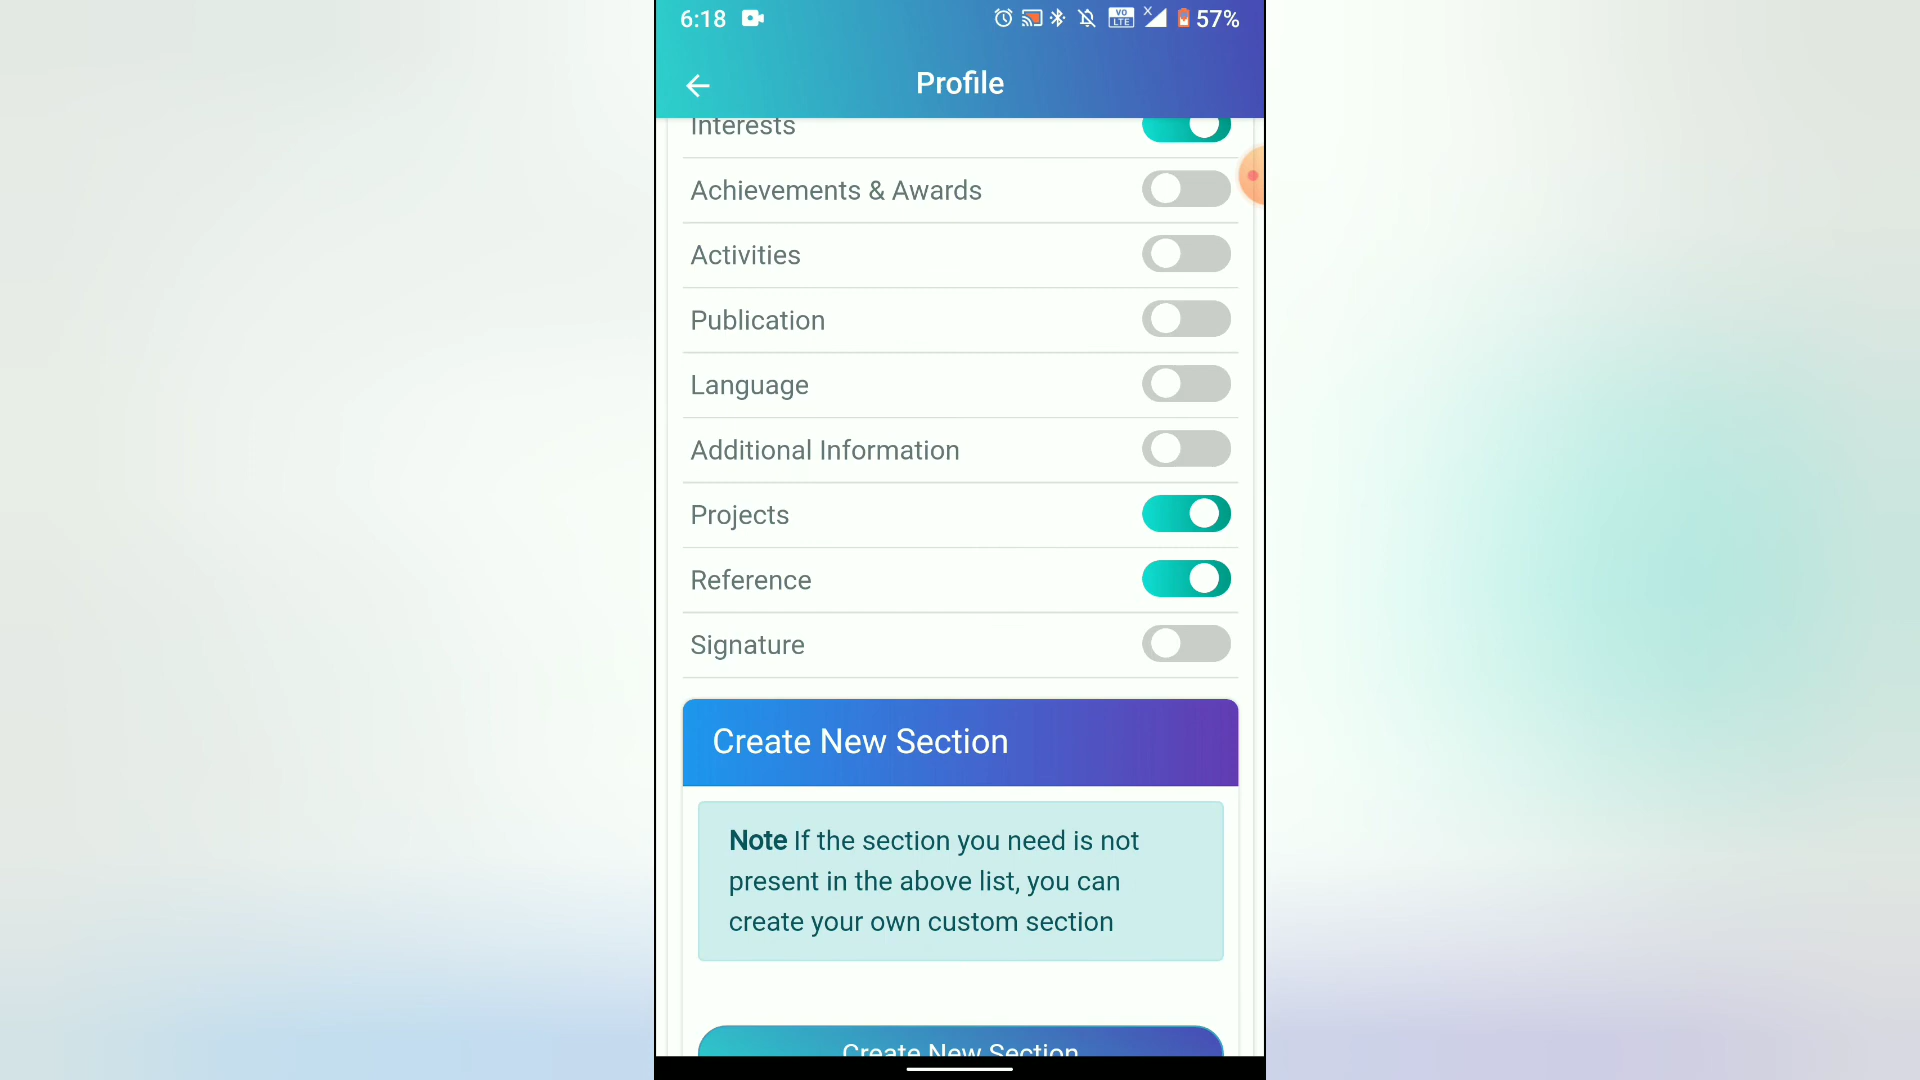 6:18
VO
LTE
57%
Profile
Interests
Achievements & Awards
Activities
Publication
Language
Additional Information
Projects
Reference
Signature
Create New Section
Note If the section you need is not
present in the above list, you can
create your own custom section
Create New Section